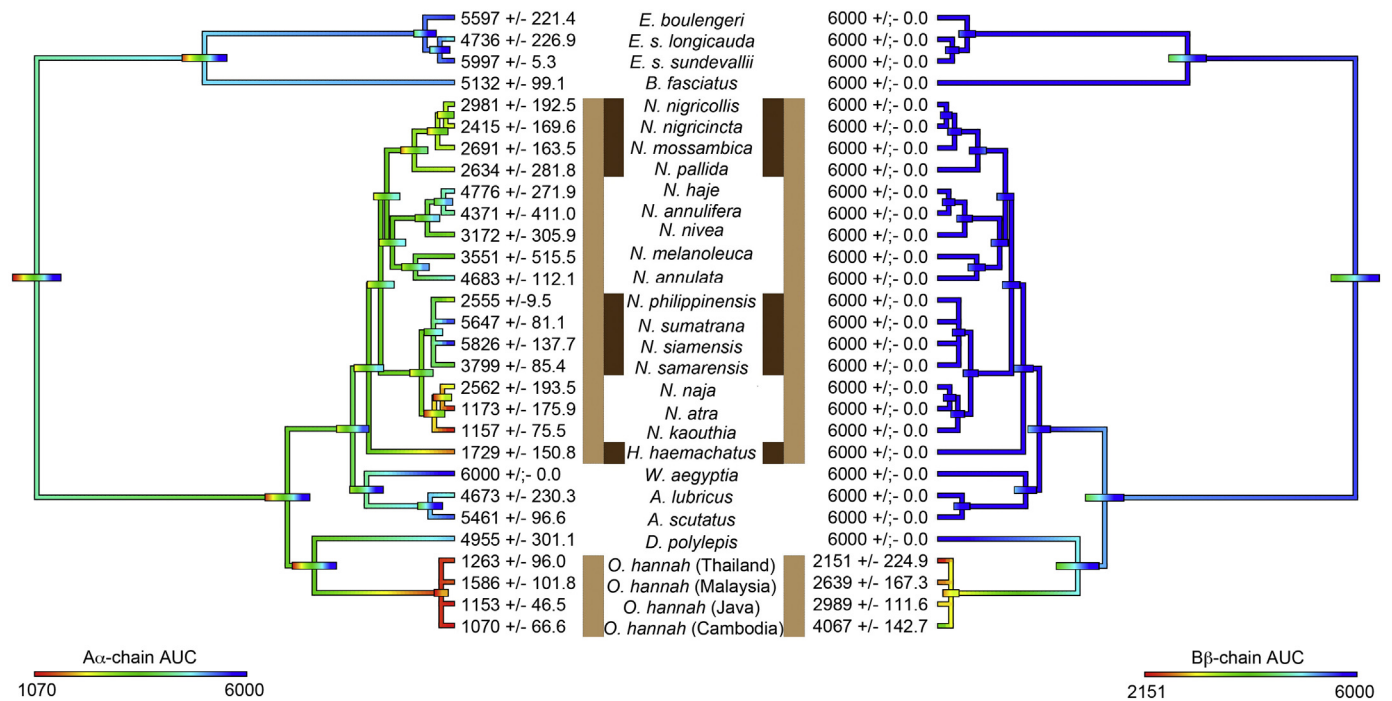 5597 +/- 221.4 E. boulengeri 6000 +/;- 0.0
4736 +/- 226.9 E. s. longicauda 6000 +/;- 0.0
5997 +/- 5.3 E. s. sundevallii 6000 +/;- 0.0
5132 +/- 99.1 B. fasciatus 6000 +/;- 0.0
2981 +/- 192.5 N. nigricollis 6000 +/;- 0.0
2415 +/- 169.6 N. nigricincta 6000 +/;- 0.0
2691 +/- 163.5 N. mossambica 6000 +/;- 0.0
2634 +/- 281.8 N. pallida 6000 +/;- 0.0
4776 +/- 271.9 N. haje 6000 +/;- 0.0
4371 +/- 411.0 N. annulifera 6000 +/;- 0.0
3172 +/- 305.9 N. nivea 6000 +/;- 0.0
3551 +/- 515.5 N. melanoleuca 6000 +/;- 0.0
4683 +/- 112.1 N. annulata 6000 +/;- 0.0
2555 +/-9.5 N. philippinensis 6000 +/;- 0.0
5647 +/- 81.1 N. sumatrana 6000 +/;- 0.0
5826 +/- 137.7 N. siamensis 6000 +/;- 0.0
3799 +/- 85.4 N. samarensis 6000 +/;- 0.0
2562 +/- 193.5 N. naja 6000 +/;- 0.0
1173 +/- 175.9 N. atra 6000 +/;- 0.0
1157 +/- 75.5 N. kaouthia 6000 +/;- 0.0
1729 +/- 150.8 H. haemachatus 6000 +/;- 0.0
6000 +/;- 0.0 W. aegyptia 6000 +/;- 0.0
4673 +/- 230.3 A. lubricus 6000 +/;- 0.0
5461 +/- 96.6 A. scutatus 6000 +/;- 0.0
4955 +/- 301.1 D. polylepis 6000 +/;- 0.0
1263 +/- 96.0 O. hannah (Thailand) 2151 +/- 224.9
1586 +/- 101.8 O. hannah (Malaysia) 2639 +/- 167.3
1153 +/- 46.5 O. hannah (Java) 2989 +/- 111.6
1070 +/- 66.6 O. hannah (Cambodia) 4067 +/- 142.7
Aα-chain AUC
1070 6000
Bβ-chain AUC
2151 6000